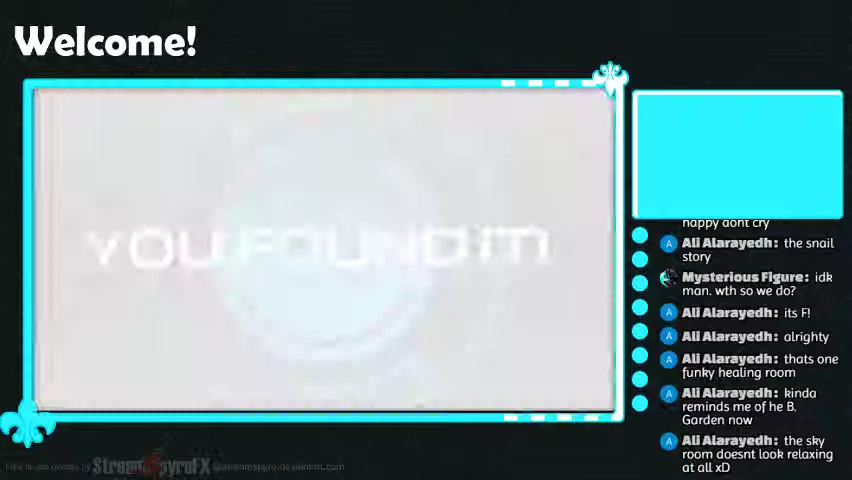 Welcome!
YOU FOUND M
happy dont cry
Ali Alarayedh: the snail
story
Mysterious Figure: idk
man. wth so we do?
Ali Alarayedh: its F!
Ali Alarayedh: alrighty
Ali Alarayedh: thats one
funky healing room
Ali Alarayedh: kinda
reminds me of he B.
Garden now
Ali Alarayedh: the sky
room doesnt look relaxing
at all xD